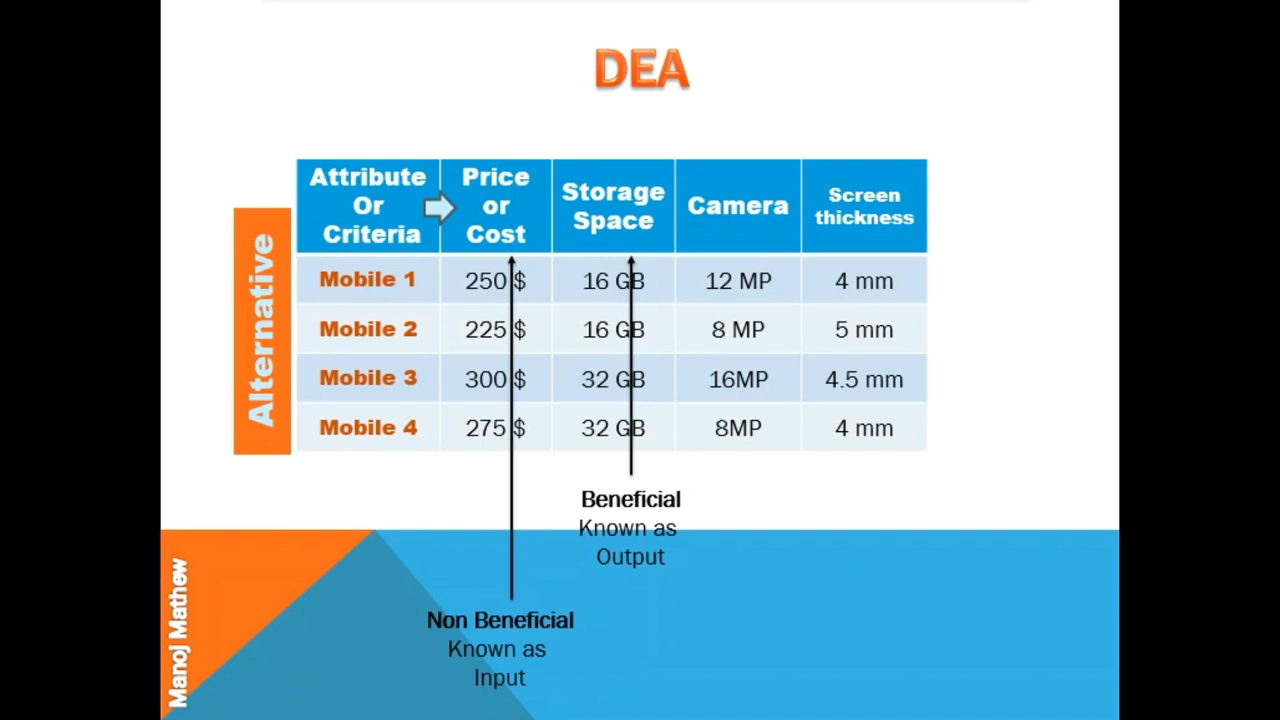 DEA
Attribute Or Criteria Price or Cost Storage Space Camera Screen thickness
Alternative
Mobile 1 250 $ 16 GB 12 MP 4 mm
Mobile 2 225 $ 16 GB 8 MP 5 mm
Mobile 3 300 $ 32 GB 16MP 4.5 mm
Mobile 4 275 $ 32 GB 8MP 4 mm
Beneficial
Known as
Output
Non Beneficial
Known as
Input
Manoj Mathew